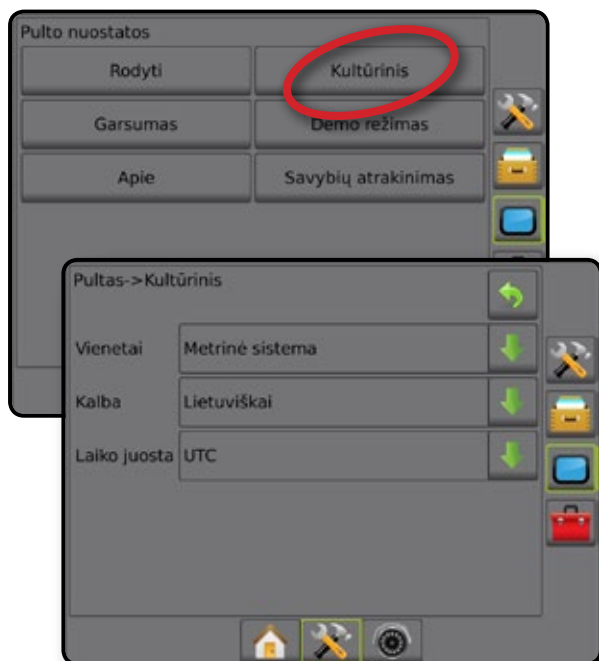 Pulto nuostatos
Rodyti Kultūrinis
Garsumas Demo režimas
Apie Savybių atrakinimas
Pultas->Kultūrinis
Vienetai Metrinė sistema
Kalba Lietuviškai
Laiko juosta UTC